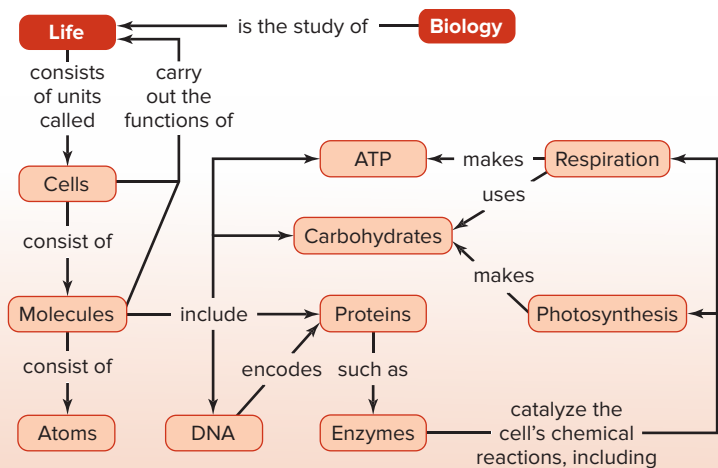 Life
is the study of
Biology
consists
of units
called
carry
out the
functions of
Cells
ATP
makes
Respiration
uses
Carbohydrates
consist of
makes
Molecules
include
Proteins
Photosynthesis
consist of
encodes
such as
Atoms
DNA
Enzymes
catalyze the
cell's chemical
reactions, including